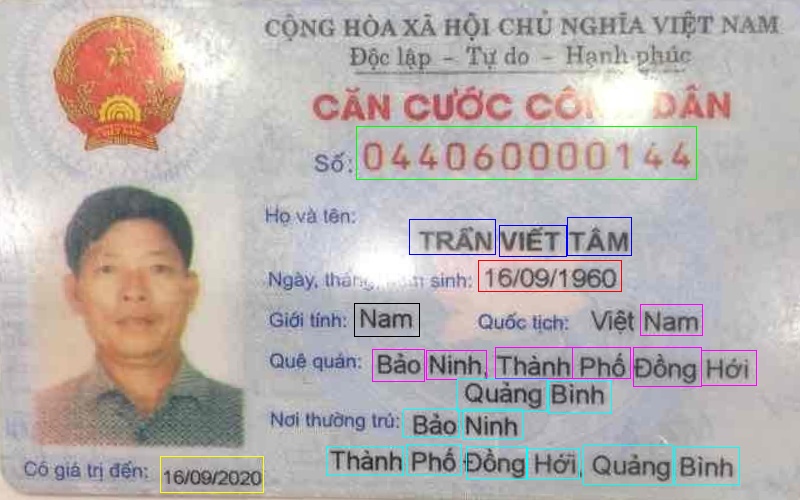 CỘNG HÒA XÃ HỘI CHỦ NGHĨA VIỆT NAM
Độc lập - Tự do - Hạnh phúc
CĂN CƯỚC CÔNG DÂN
Số: 044060000144
Họ và tên:
TRẦN VIẾT TÂM
Ngày, tháng, năm sinh: 16/09/1960
Giới tính: Nam Quốc tịch: Việt Nam
Quê quán: Bảo Ninh, Thành Phố Đồng Hới
Quảng Bình
Nơi thường trú: Bảo Ninh
Thành Phố Đồng Hới, Quảng Bình
Có giá trị đến: 16/09/2020